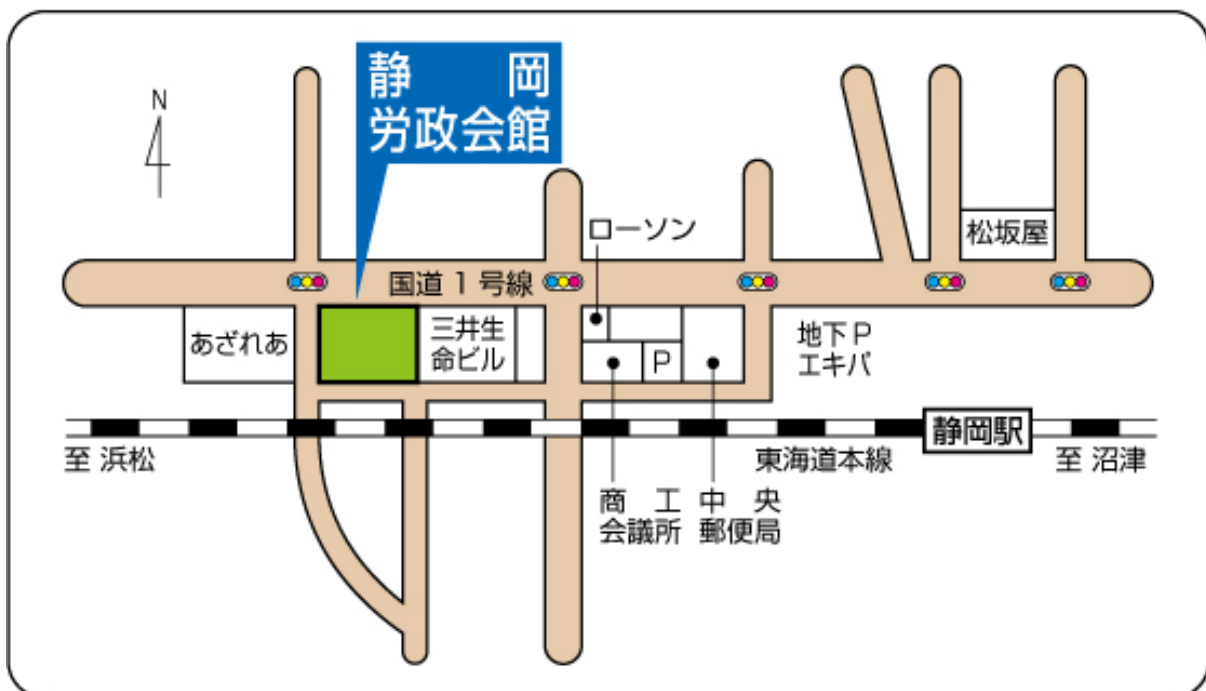 静 岡
労政会館
N
ローソン
松坂屋
国道1号線
あざれあ
三井生
命ビル
P
地下P
エキパ
静岡駅
至 浜松
東海道本線
至 沼津
商 工
会議所
中 央
郵便局